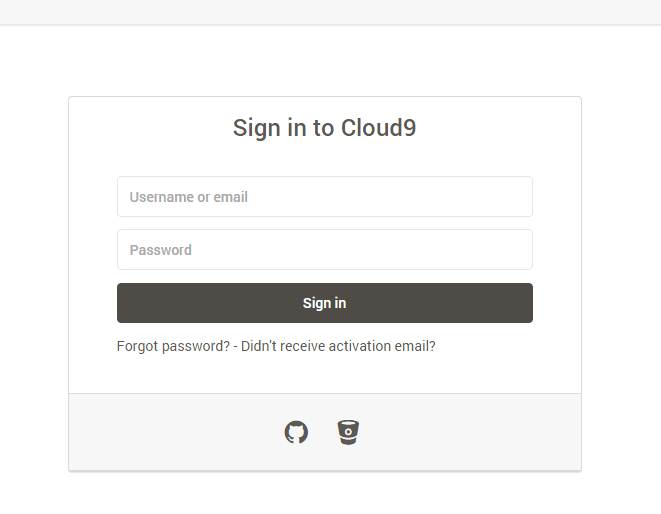 Sign in to Cloud9
Username or email
Password
Sign in
Forgot password? - Didn't receive activation email?